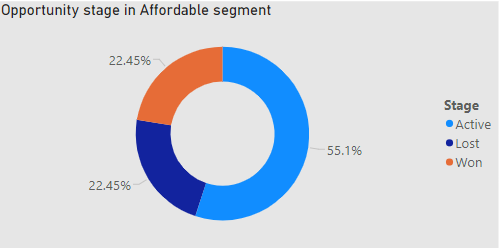 Opportunity stage in Affordable segment
22.45%
Stage
Active
Lost
Won
55.1%
22.45%